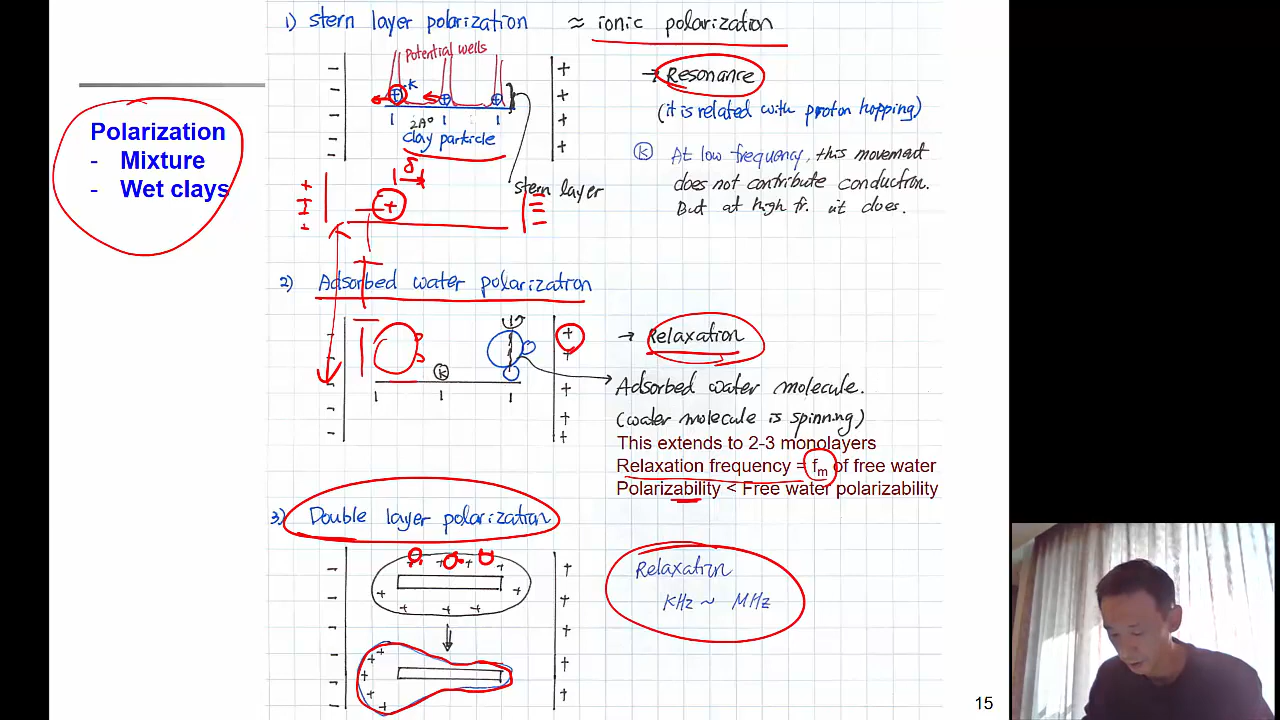 Polarization
- Mixture
- Wet clays
1) stern layer polarization ≈ ionic polarization
Potential wells
K
2A°
clay particle
δ
stern layer
→ Resonance
(it is related with proton hopping)
Ⓚ At low frequency, this movement
does not contribute conduction.
But at high fr. it does.
2) Adsorbed water polarization
K
→ Relaxation
Adsorbed water molecule.
(water molecule is spinning)
This extends to 2-3 monolayers
Relaxation frequency = fm of free water
Polarizability < Free water polarizability
3) Double layer polarization
Relaxation
KHz ~ MHz
15